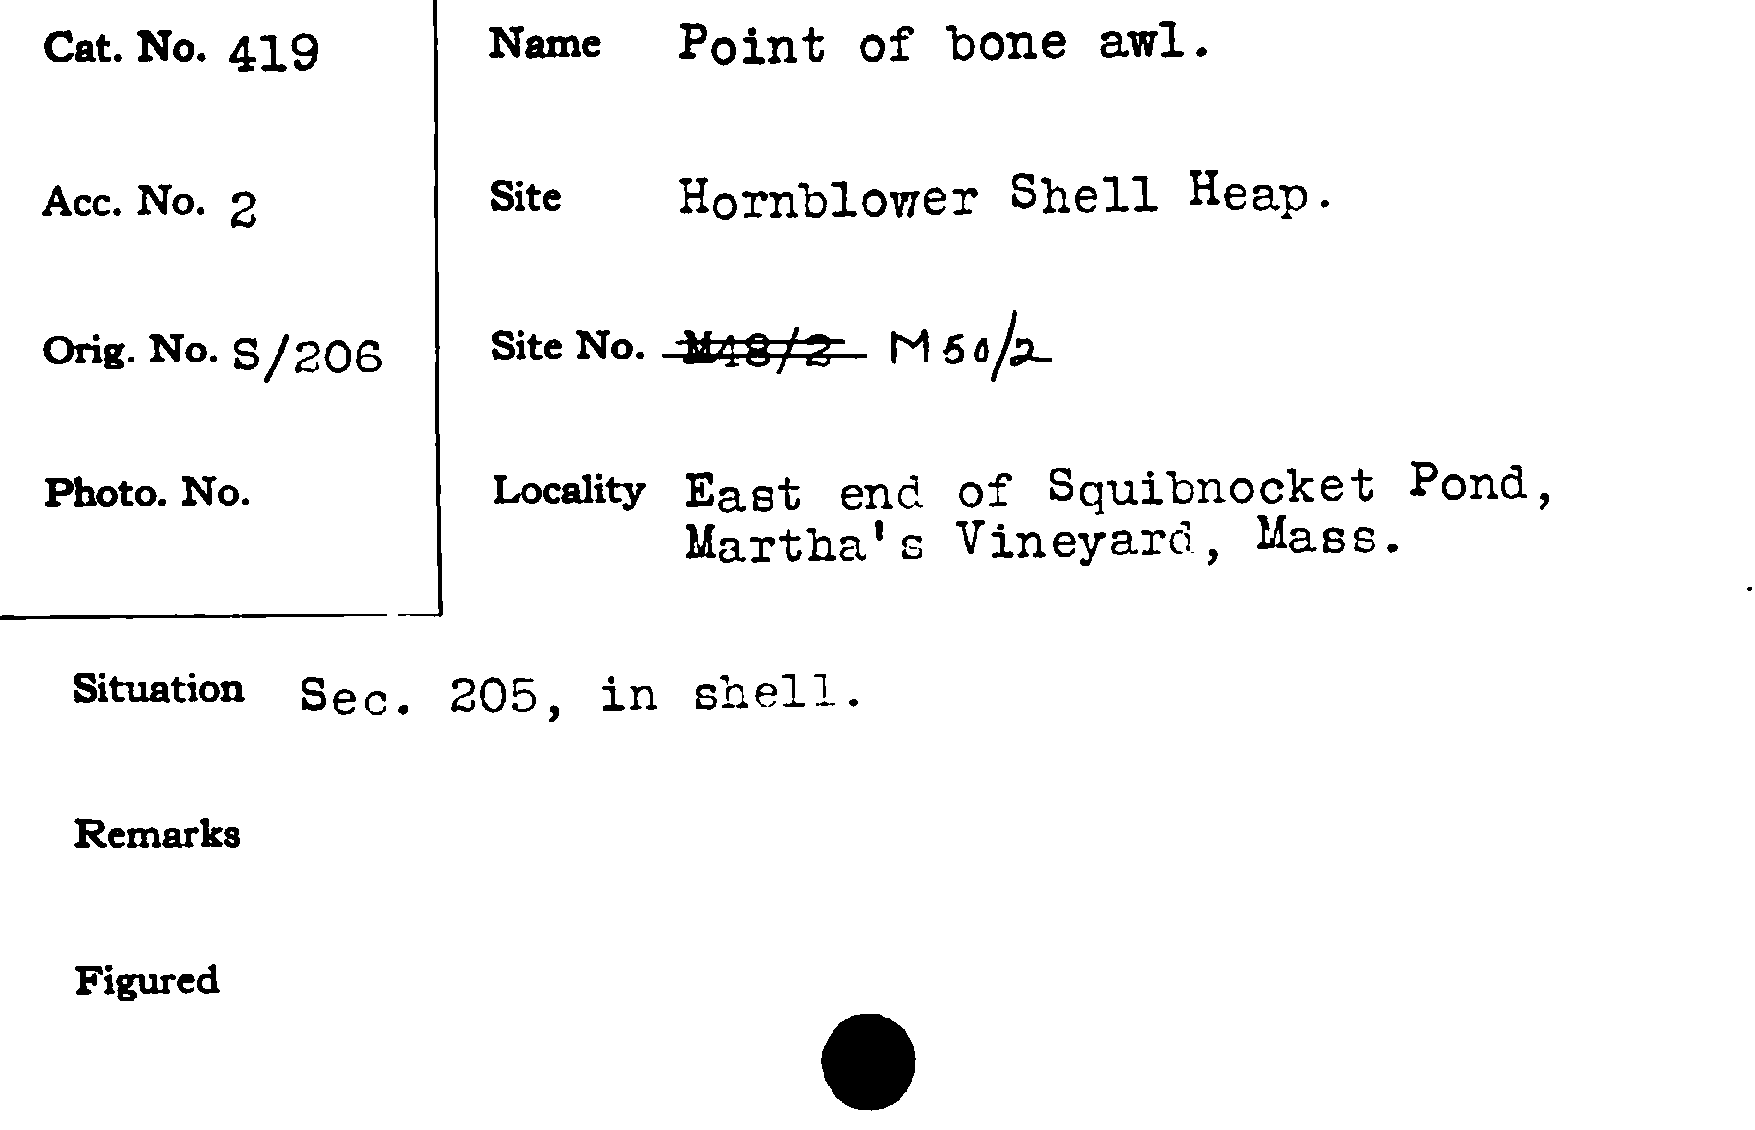 Cat. No. 419
Name Point of bone awl.
Acc. No. 2
Site Hornblower Shell Heap.
Orig. No. S/206
Site No. M48/2 M50/2
Photo. No.
Locality East end of Squibnocket Pond,
Martha's Vineyard, Mass.
Situation Sec. 205, in shell.
Remarks
Figured